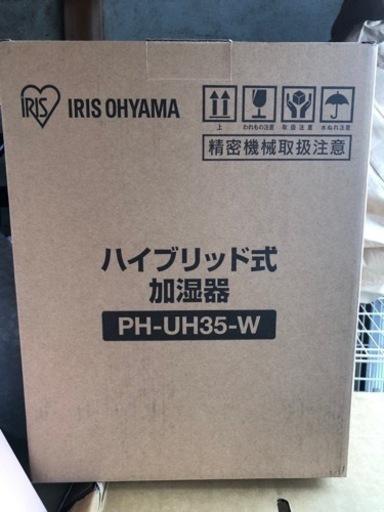 IRIS IRIS OHYAMA
上 われもの注意 取扱注意 水ぬれ注意
精密機械取扱注意
ハイブリッド式
加湿器
PH-UH35-W